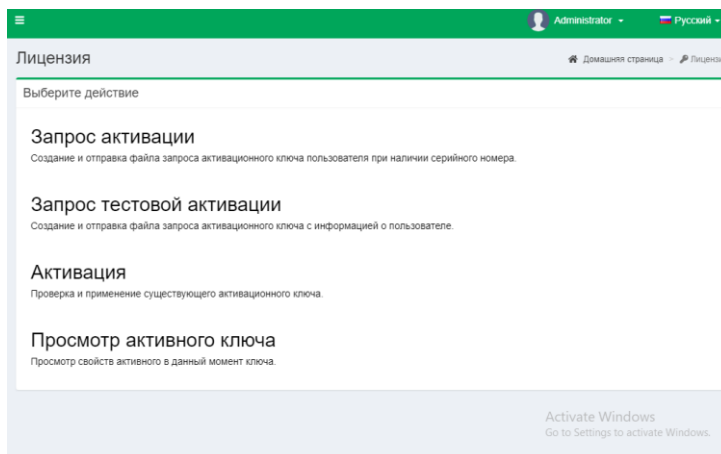 Administrator
Русский
Лицензия
Домашняя страница > Лиценз
Выберите действие
Запрос активации
Создание и отправка файла запроса активационного ключа пользователя при наличии серийного номера.
Запрос тестовой активации
Создание и отправка файла запроса активационного ключа с информацией о пользователе.
Активация
Проверка и применение существующего активационного ключа.
Просмотр активного ключа
Просмотр свойств активного в данный момент ключа.
Activate Windows
Go to Settings to activate Windows.